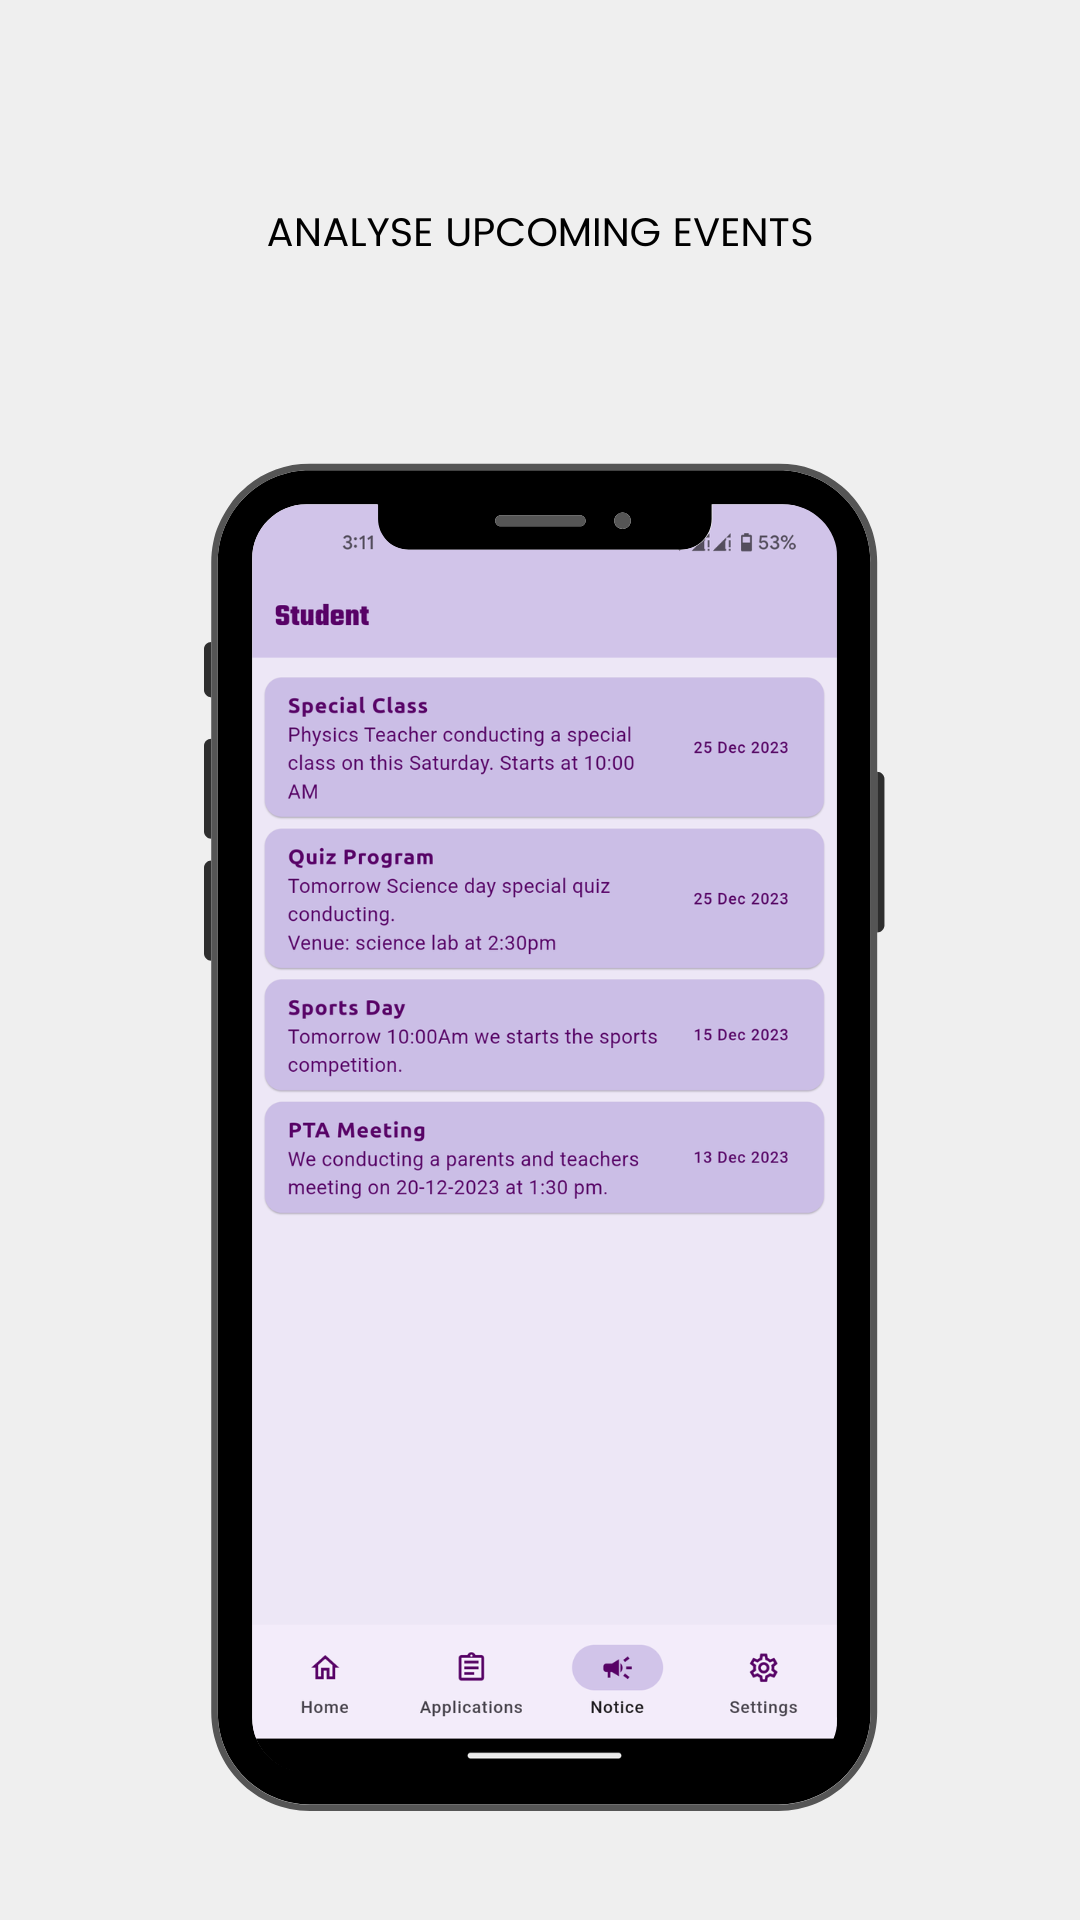 ANALYSE UPCOMING EVENTS
3:11
53%
Student
Special Class
Physics Teacher conducting a special
class on this Saturday. Starts at 10:00
AM
25 Dec 2023
Quiz Program
Tomorrow Science day special quiz
conducting.
Venue: science lab at 2:30pm
25 Dec 2023
Sports Day
Tomorrow 10:00Am we starts the sports
competition.
15 Dec 2023
PTA Meeting
We conducting a parents and teachers
meeting on 20-12-2023 at 1:30 pm.
13 Dec 2023
Home
Applications
Notice
Settings